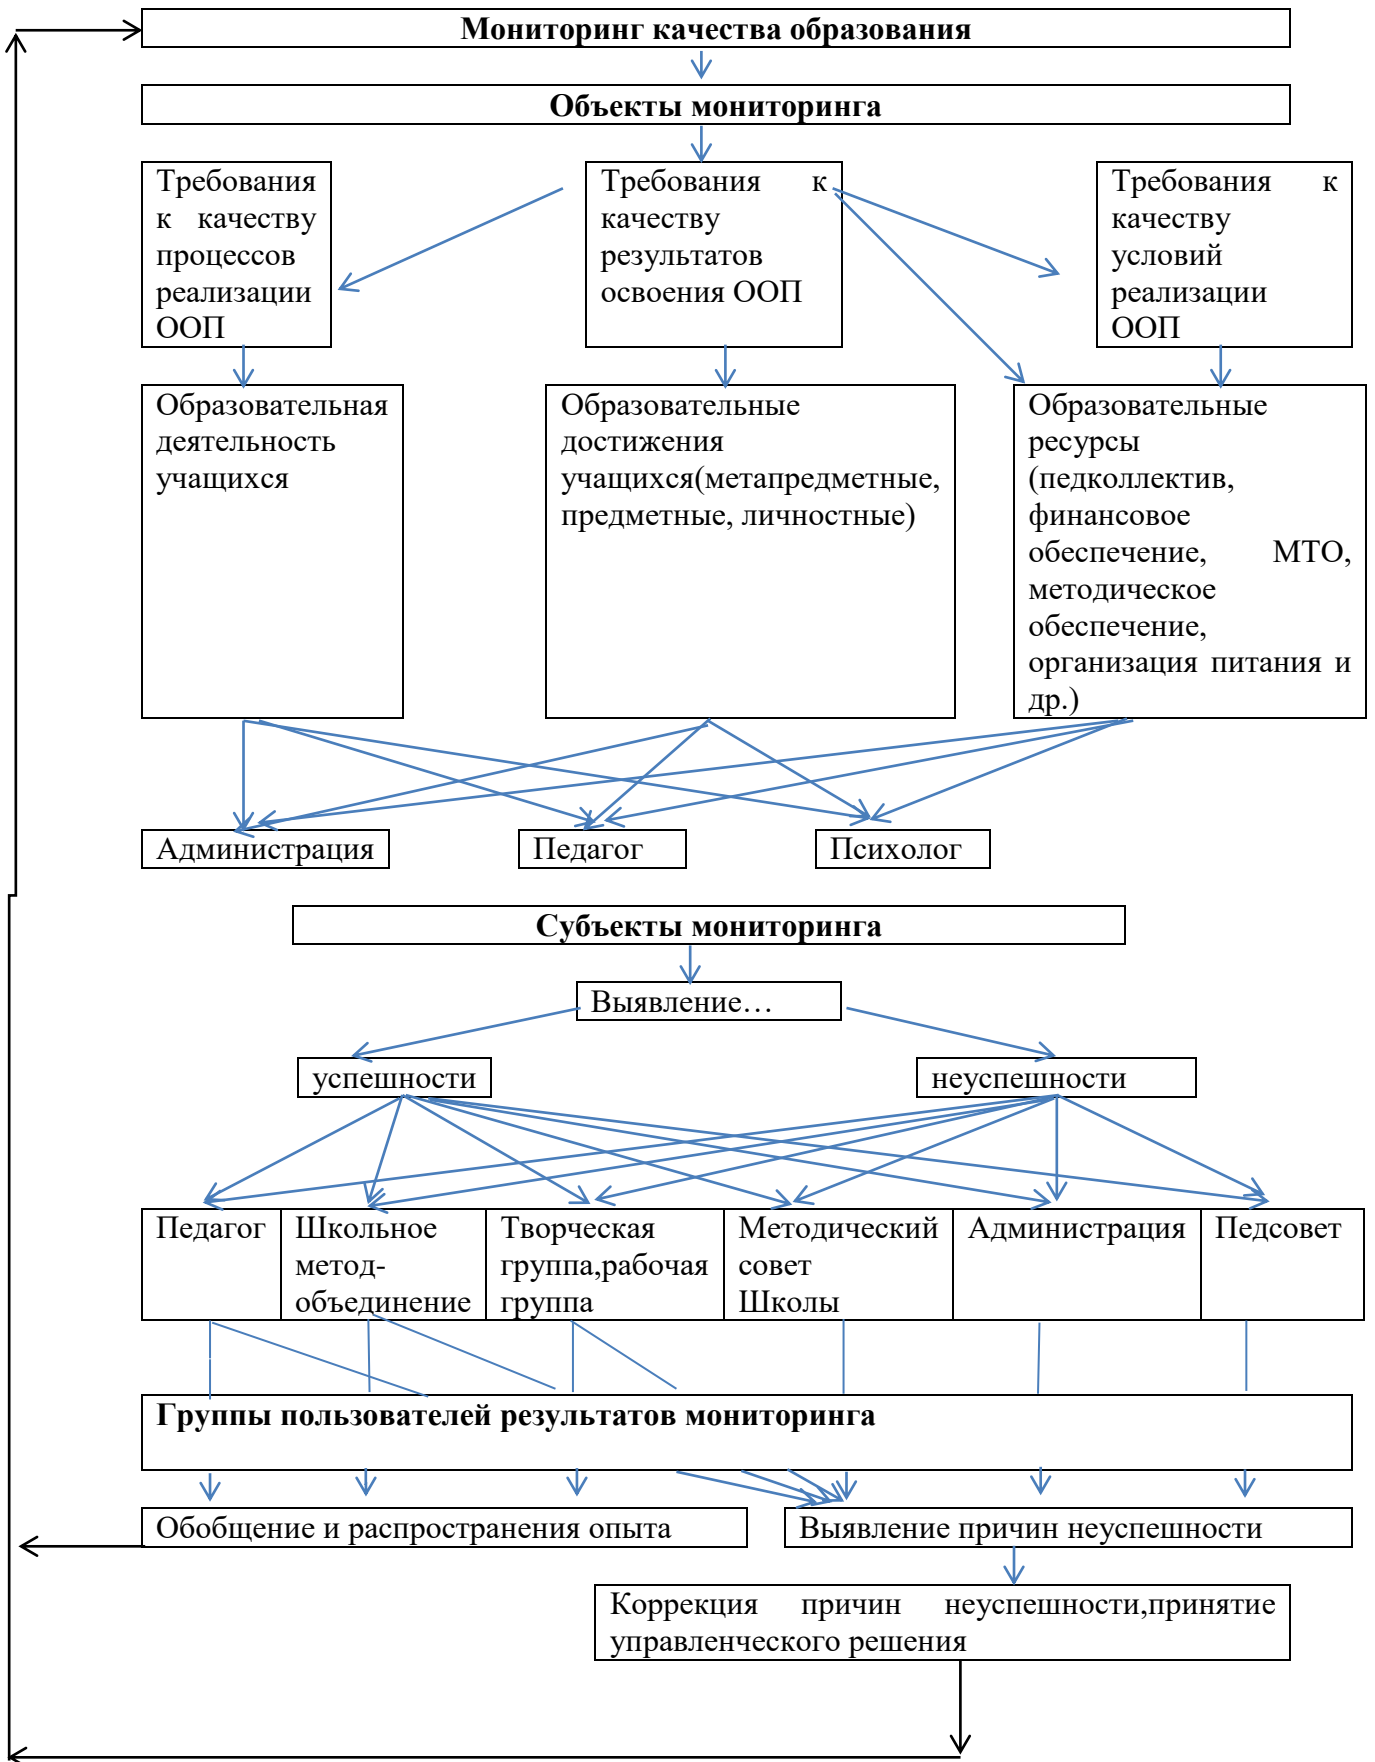 Мониторинг качества образования
Объекты мониторинга
Требования
к качеству
процессов
реализации
ООП
Требования к
качеству
результатов
освоения ООП
Требования к
качеству
условий
реализации
ООП
Образовательная
деятельность
учащихся
Образовательные
достижения
учащихся(метапредметные,
предметные, личностные)
Образовательные
ресурсы
(педколлектив,
финансовое
обеспечение, МТО,
методическое
обеспечение,
организация питания и
др.)
Администрация
Педагог
Психолог
Субъекты мониторинга
Выявление…
успешности
неуспешности
Педагог
Школьное
метод-
объединение
Творческая
группа,рабочая
группа
Методический
совет
Школы
Администрация
Педсовет
Группы пользователей результатов мониторинга
Обобщение и распространения опыта
Выявление причин неуспешности
Коррекция причин неуспешности,принятие
управленческого решения